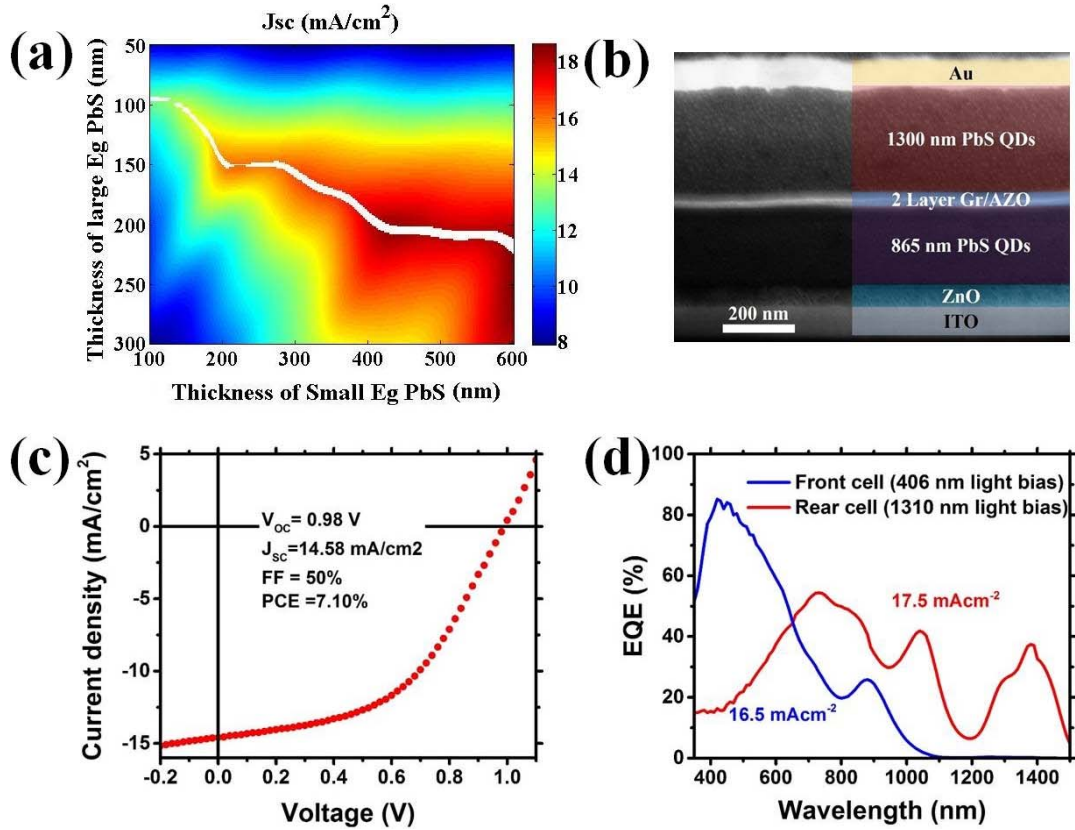 (a)
Jsc (mA/cm²)
Thickness of large Eg PbS (nm)
50
100
150
200
250
300
100
200
300
400
500
600
Thickness of Small Eg PbS (nm)
18
16
14
12
10
8
(b)
Au
1300 nm PbS QDs
2 Layer Gr/AZO
865 nm PbS QDs
ZnO
ITO
200 nm
(c)
Current density (mA/cm²)
5
0
-5
-10
-15
V_OC= 0.98 V
J_SC=14.58 mA/cm2
FF = 50%
PCE =7.10%
-0.2
0.0
0.2
0.4
0.6
0.8
1.0
Voltage (V)
(d)
EQE (%)
100
80
60
40
20
0
Front cell (406 nm light bias)
Rear cell (1310 nm light bias)
17.5 mAcm⁻²
16.5 mAcm⁻²
400
600
800
1000
1200
1400
Wavelength (nm)